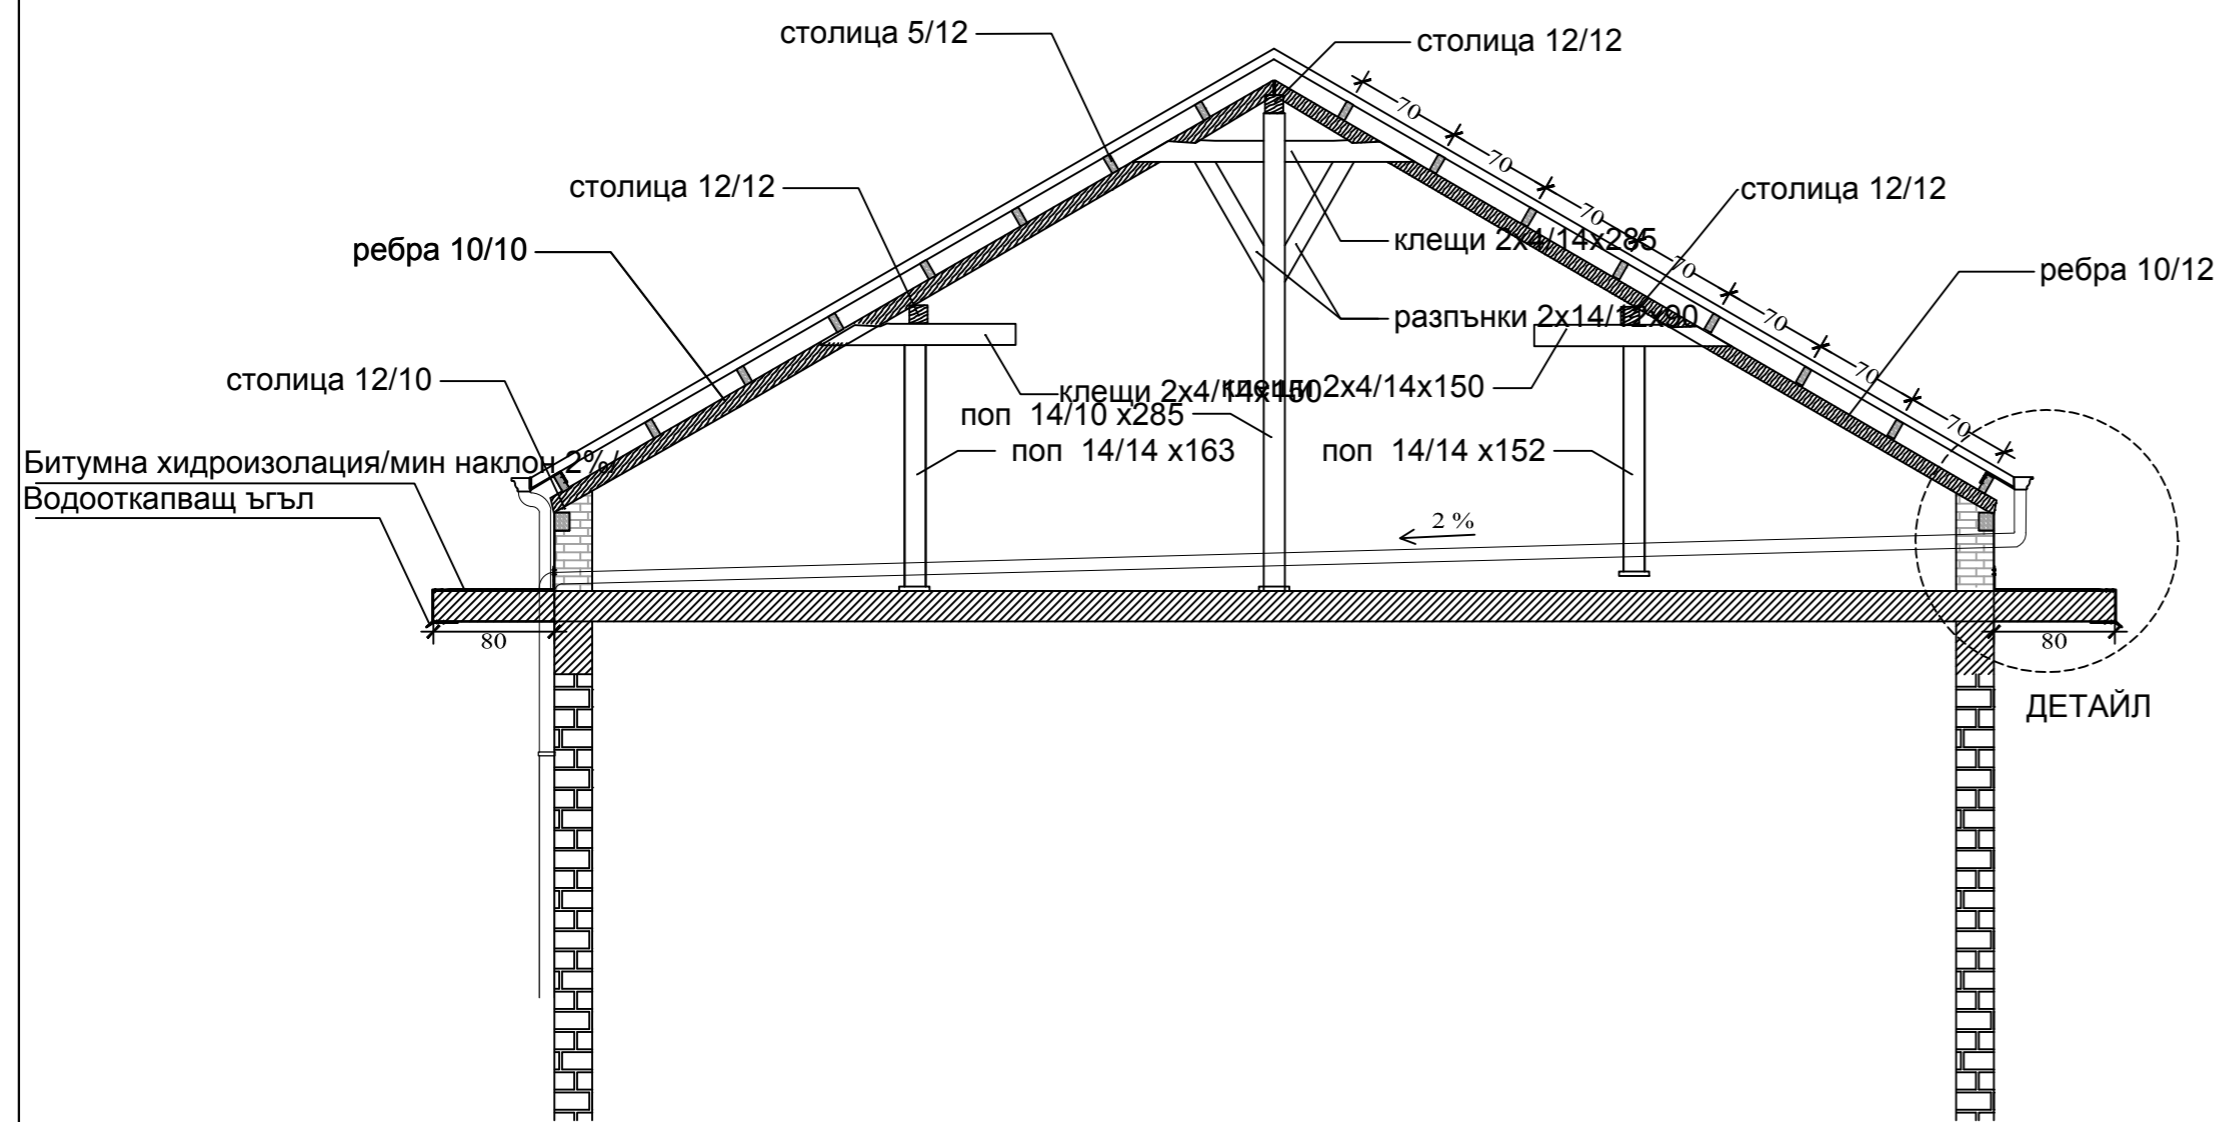 столица 5/12
столица 12/12
70
70
столица 12/12
столица 12/12
70
клещи 2х4/14х285
ребра 10/10
70
ребра 10/12
70
разпънки 2х14/12х90
70
столица 12/10
клещи 2х4/14х150
клещи 2х4/14х150
поп 14/10 х285
70
поп 14/14 х163
поп 14/14 х152
Битумна хидроизолация/мин наклон 2%/
Водооткапващ ъгъл
2 %
80
80
ДЕТАЙЛ